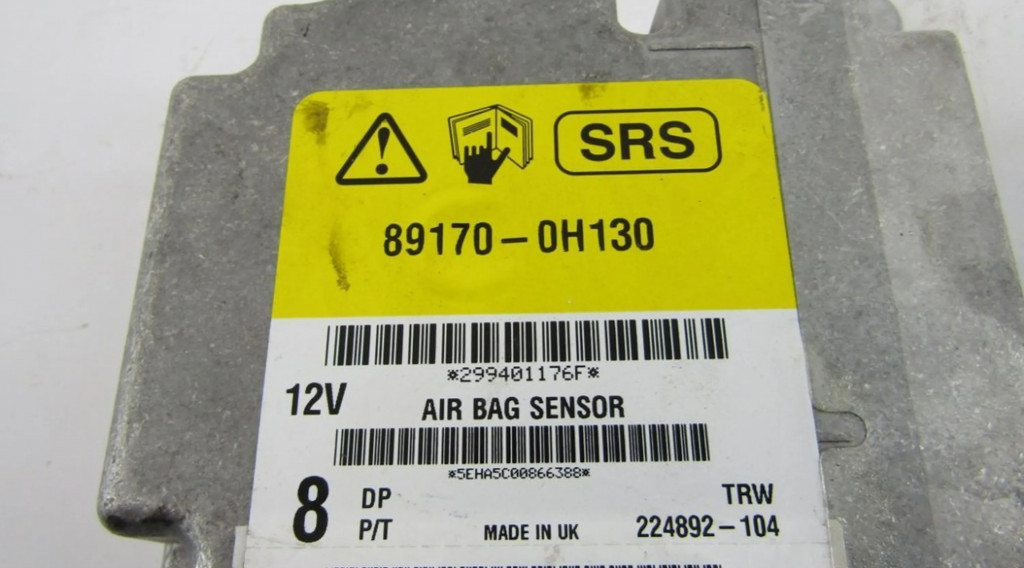 SRS
89170-0H130
*299401176F*
12V AIR BAG SENSOR
*5EHA5C00866388*
8 DP TRW
P/T MADE IN UK 224892-104